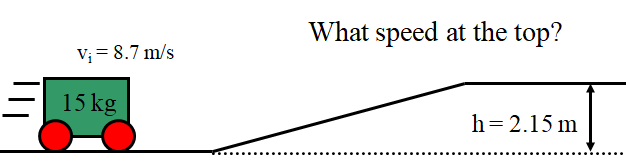 What speed at the top?
vᵢ = 8.7 m/s
15 kg
h = 2.15 m